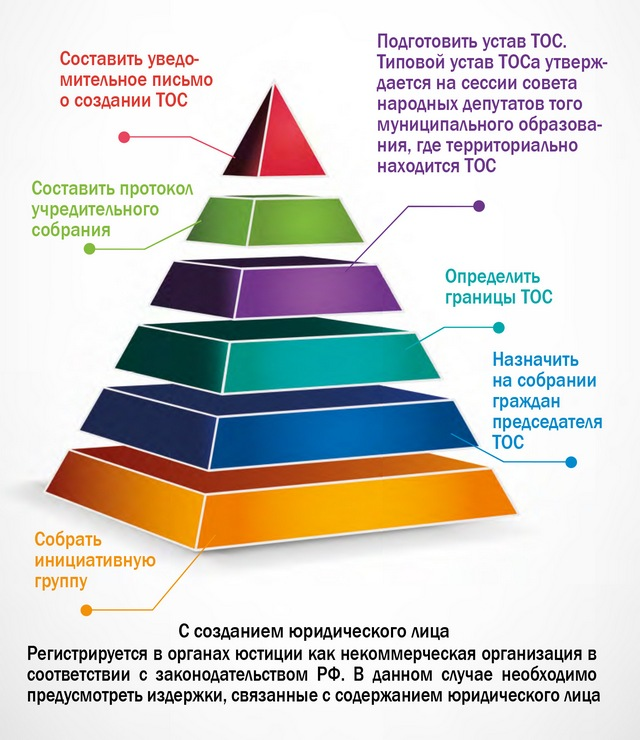 Составить уведо-
мительное письмо
о создании ТОС
Подготовить устав ТОС.
Типовой устав ТОСа утверж-
дается на сессии совета
народных депутатов того
муниципального образова-
ния, где территориально
находится ТОС
Составить протокол
учредительного
собрания
Определить
границы ТОС
Назначить
на собрании
граждан
председателя
ТОС
Собрать
инициативную
группу
С созданием юридического лица
Регистрируется в органах юстиции как некоммерческая организация в
соответствии с законодательством РФ. В данном случае необходимо
предусмотреть издержки, связанные с содержанием юридического лица